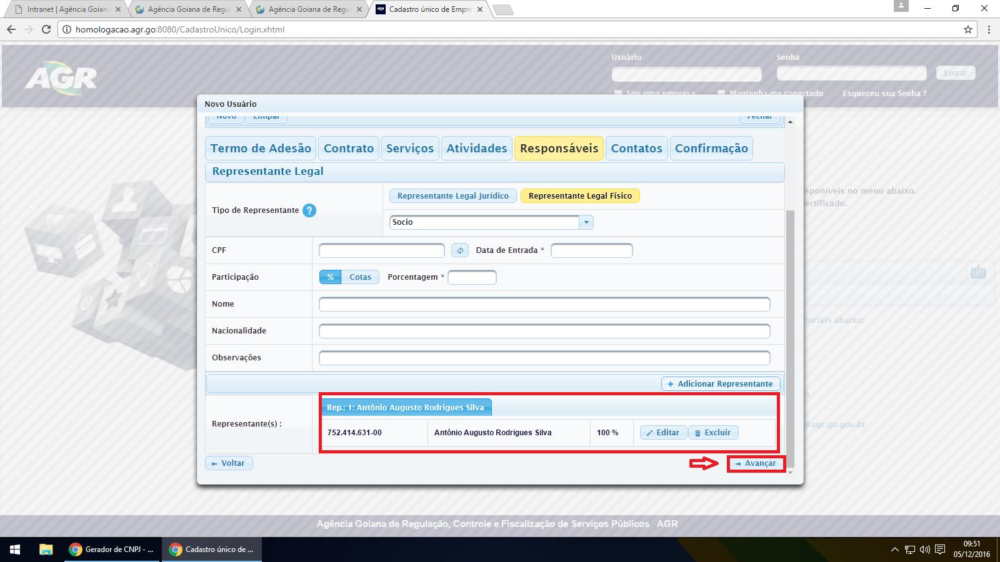 Intranet | Agência Goiana
Agência Goiana de Regul
Agência Goiana de Regul
Cadastro único de Empre
homologacao.agr.go:8080/CadastroUnico/Login.xhtml
AGR
Usuário
Senha
Entrar
Sou uma empresa
Mantenha-me conectado
Esqueceu sua Senha ?
Novo Usuário
Novo
Limpar
Fechar
Termo de Adesão
Contrato
Serviços
Atividades
Responsáveis
Contatos
Confirmação
Representante Legal
Tipo de Representante ?
Representante Legal Jurídico
Representante Legal Físico
Socio
CPF
Data de Entrada *
Participação
%
Cotas
Porcentagem *
Nome
Nacionalidade
Observações
+ Adicionar Representante
Representante(s) :
Rep.: 1: Antônio Augusto Rodrigues Silva
752.414.631-00
Antônio Augusto Rodrigues Silva
100 %
Editar
Excluir
Voltar
Avançar
sponíveis no menu abaixo.
ertificado.
toriais abaixo:
o.
@agr.go.gov.br
Agência Goiana de Regulação, Controle e Fiscalização de Serviços Públicos AGR
Gerador de CNPJ - ...
Cadastro único de ...
09:51
05/12/2016